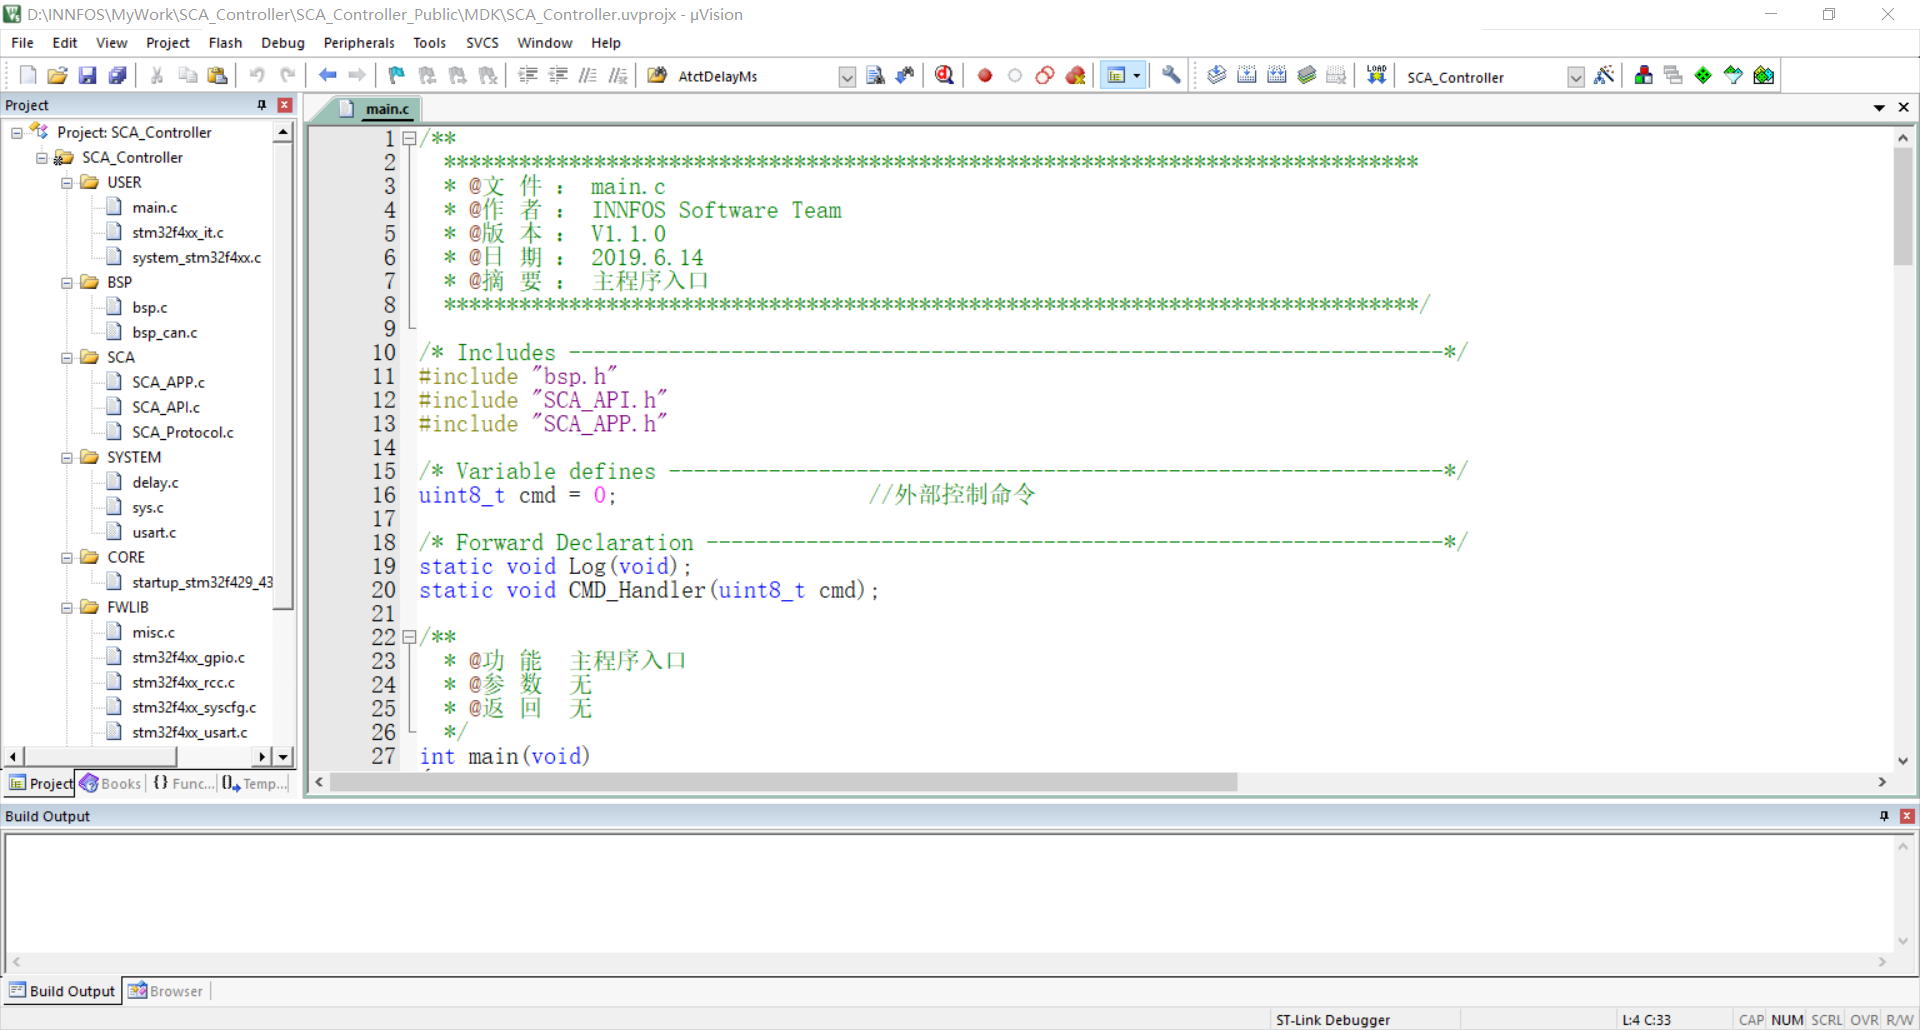 D:\INNFOS\MyWork\SCA_Controller\SCA_Controller_Public\MDK\SCA_Controller.uvprojx - µVision
File Edit View Project Flash Debug Peripherals Tools SVCS Window Help
AtctDelayMs LOAD SCA_Controller
Project
Project: SCA_Controller
SCA_Controller
USER
main.c
stm32f4xx_it.c
system_stm32f4xx.c
BSP
bsp.c
bsp_can.c
SCA
SCA_APP.c
SCA_API.c
SCA_Protocol.c
SYSTEM
delay.c
sys.c
usart.c
CORE
startup_stm32f429_43
FWLIB
misc.c
stm32f4xx_gpio.c
stm32f4xx_rcc.c
stm32f4xx_syscfg.c
stm32f4xx_usart.c
Project Books {} Func... Temp...
main.c
1 /**
2 ******************************************************************************
3 * @文 件 ： main.c
4 * @作 者 ： INNFOS Software Team
5 * @版 本 ： V1.1.0
6 * @日 期 ： 2019.6.14
7 * @摘 要 ： 主程序入口
8 ******************************************************************************/
9
10 /* Includes ----------------------------------------------------------------------*/
11 #include "bsp.h"
12 #include "SCA_API.h"
13 #include "SCA_APP.h"
14
15 /* Variable defines --------------------------------------------------------------*/
16 uint8_t cmd = 0; //外部控制命令
17
18 /* Forward Declaration -----------------------------------------------------------*/
19 static void Log(void);
20 static void CMD_Handler(uint8_t cmd);
21
22 /**
23 * @功 能 主程序入口
24 * @参 数 无
25 * @返 回 无
26 */
27 int main(void)
Build Output
Build Output Browser
ST-Link Debugger L:4 C:33 CAP NUM SCRL OVR R/W